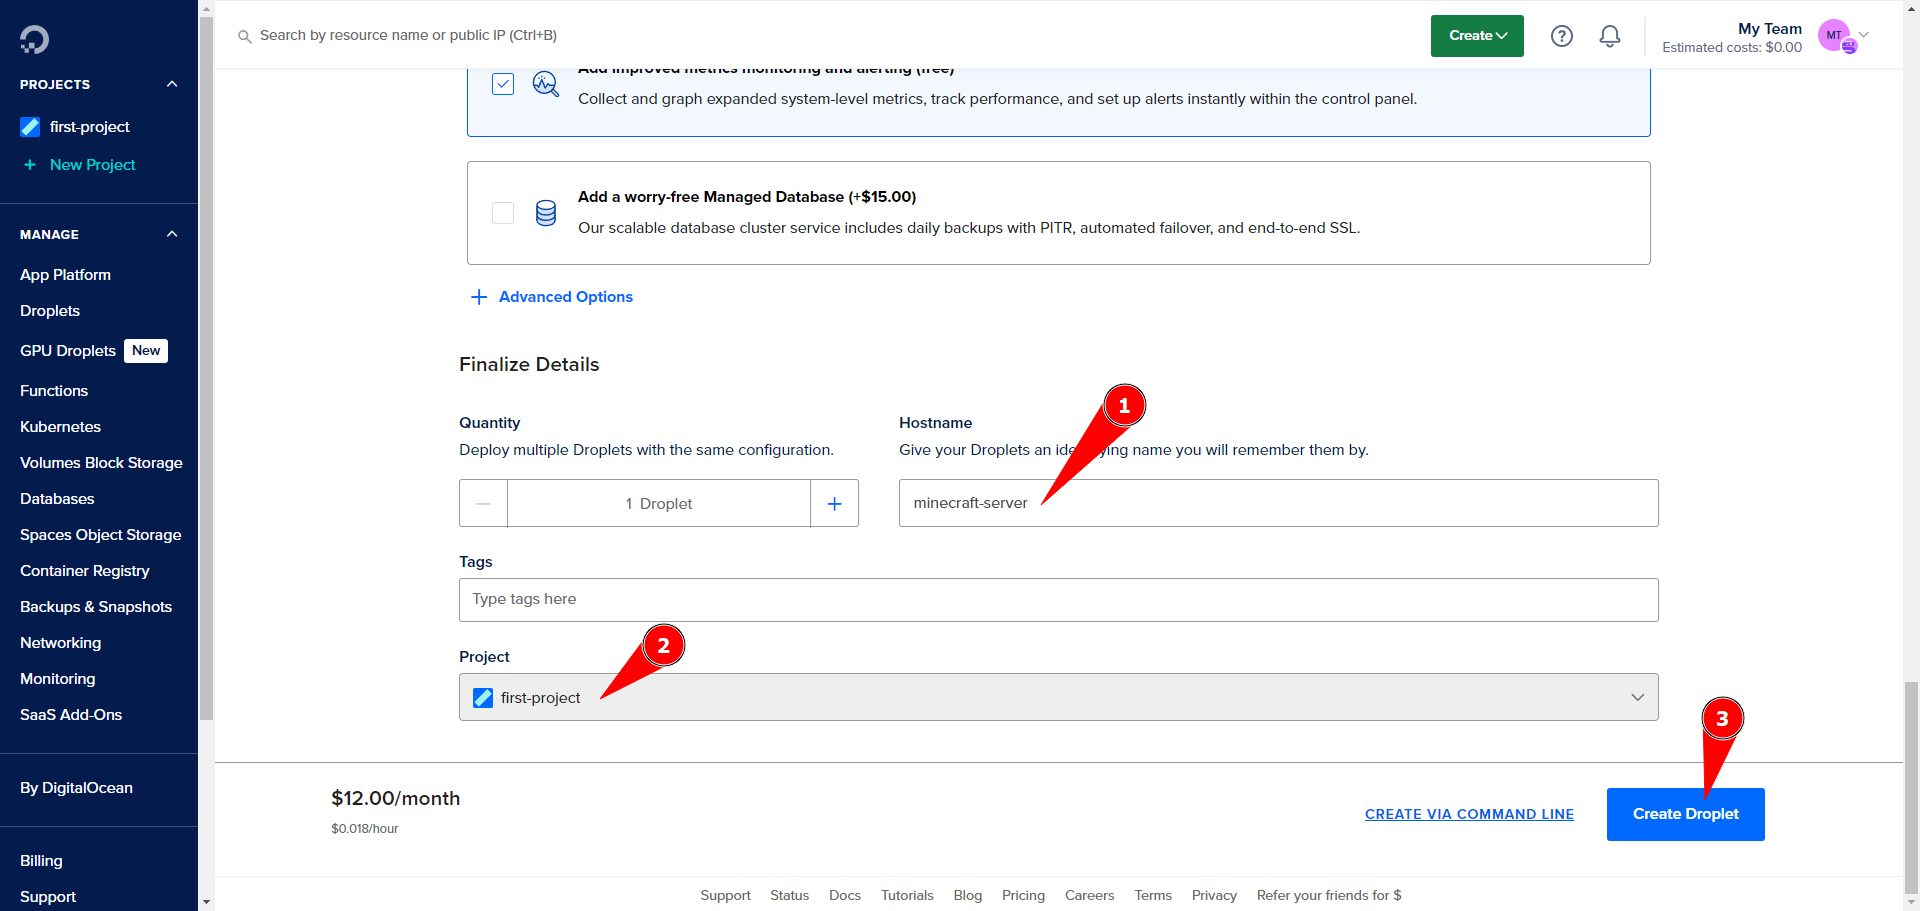 Search by resource name or public IP (Ctrl+B)
Create
My Team
Estimated costs: $0.00
MT
PROJECTS
first-project
+ New Project
MANAGE
App Platform
Droplets
GPU Droplets New
Functions
Kubernetes
Volumes Block Storage
Databases
Spaces Object Storage
Container Registry
Backups & Snapshots
Networking
Monitoring
SaaS Add-Ons
By DigitalOcean
Billing
Support
Add improved metrics monitoring and alerting (free)
Collect and graph expanded system-level metrics, track performance, and set up alerts instantly within the control panel.
Add a worry-free Managed Database (+$15.00)
Our scalable database cluster service includes daily backups with PITR, automated failover, and end-to-end SSL.
+ Advanced Options
Finalize Details
Quantity
Deploy multiple Droplets with the same configuration.
1 Droplet
Hostname
Give your Droplets an name you will remember them by.
minecraft-server
1
Tags
Type tags here
Project
first-project
2
3
$12.00/month
$0.018/hour
CREATE VIA COMMAND LINE
Create Droplet
Support Status Docs Tutorials Blog Pricing Careers Terms Privacy Refer your friends for $